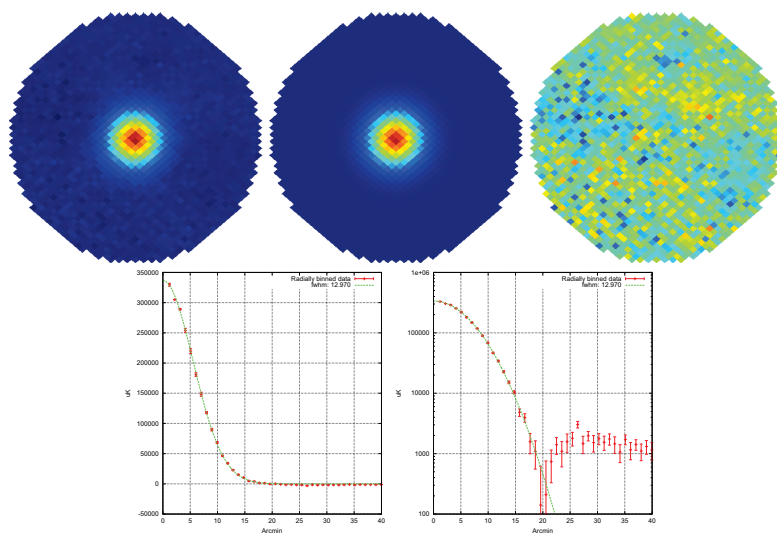 350000
300000
250000
200000
150000
100000
50000
0
-50000
uK
0 5 10 15 20 25 30 35 40
Arcmin
Radially binned data
fwhm: 12.970
1e+06
100000
10000
1000
100
uK
0 5 10 15 20 25 30 35 40
Arcmin
Radially binned data
fwhm: 12.970